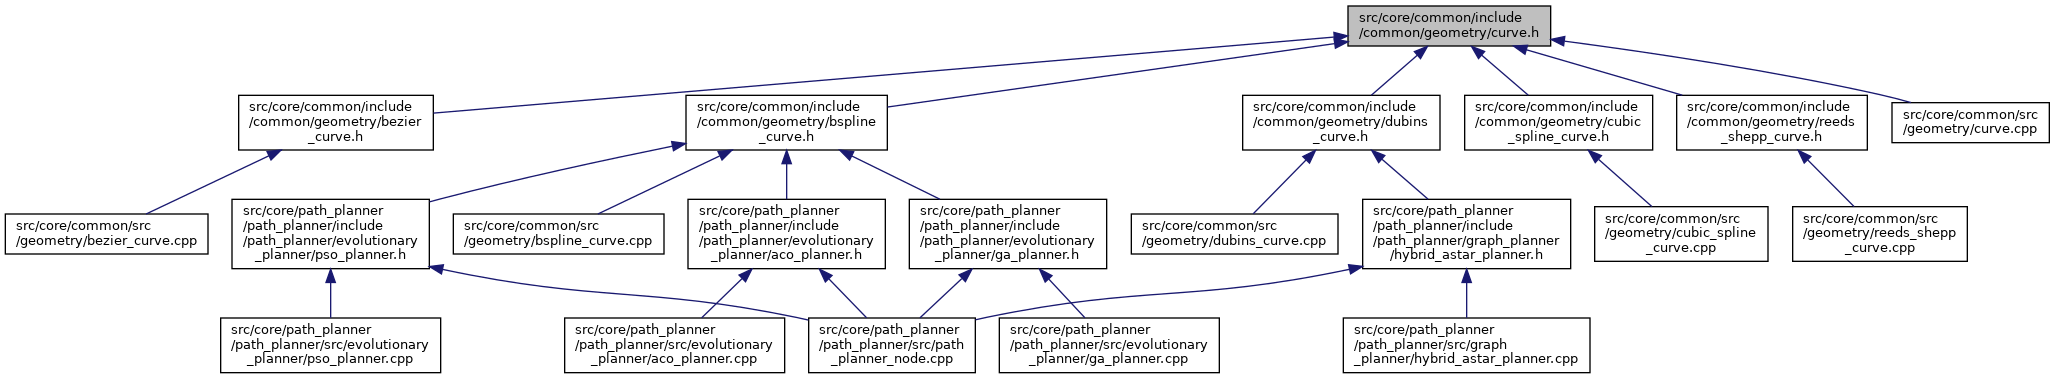 src/core/common/include
/common/geometry/curve.h
src/core/common/include
/common/geometry/bezier
_curve.h
src/core/common/include
/common/geometry/bspline
_curve.h
src/core/common/include
/common/geometry/dubins
_curve.h
src/core/common/include
/common/geometry/cubic
_spline_curve.h
src/core/common/include
/common/geometry/reeds
_shepp_curve.h
src/core/common/src
/geometry/curve.cpp
src/core/common/src
/geometry/bezier_curve.cpp
src/core/path_planner
/path_planner/include
/path_planner/evolutionary
_planner/pso_planner.h
src/core/common/src
/geometry/bspline_curve.cpp
src/core/path_planner
/path_planner/include
/path_planner/evolutionary
_planner/aco_planner.h
src/core/path_planner
/path_planner/include
/path_planner/evolutionary
_planner/ga_planner.h
src/core/common/src
/geometry/dubins_curve.cpp
src/core/path_planner
/path_planner/include
/path_planner/graph_planner
/hybrid_astar_planner.h
src/core/common/src
/geometry/cubic_spline
_curve.cpp
src/core/common/src
/geometry/reeds_shepp
_curve.cpp
src/core/path_planner
/path_planner/src/evolutionary
_planner/pso_planner.cpp
src/core/path_planner
/path_planner/src/evolutionary
_planner/aco_planner.cpp
src/core/path_planner
/path_planner/src/path
_planner_node.cpp
src/core/path_planner
/path_planner/src/evolutionary
_planner/ga_planner.cpp
src/core/path_planner
/path_planner/src/graph
_planner/hybrid_astar_planner.cpp